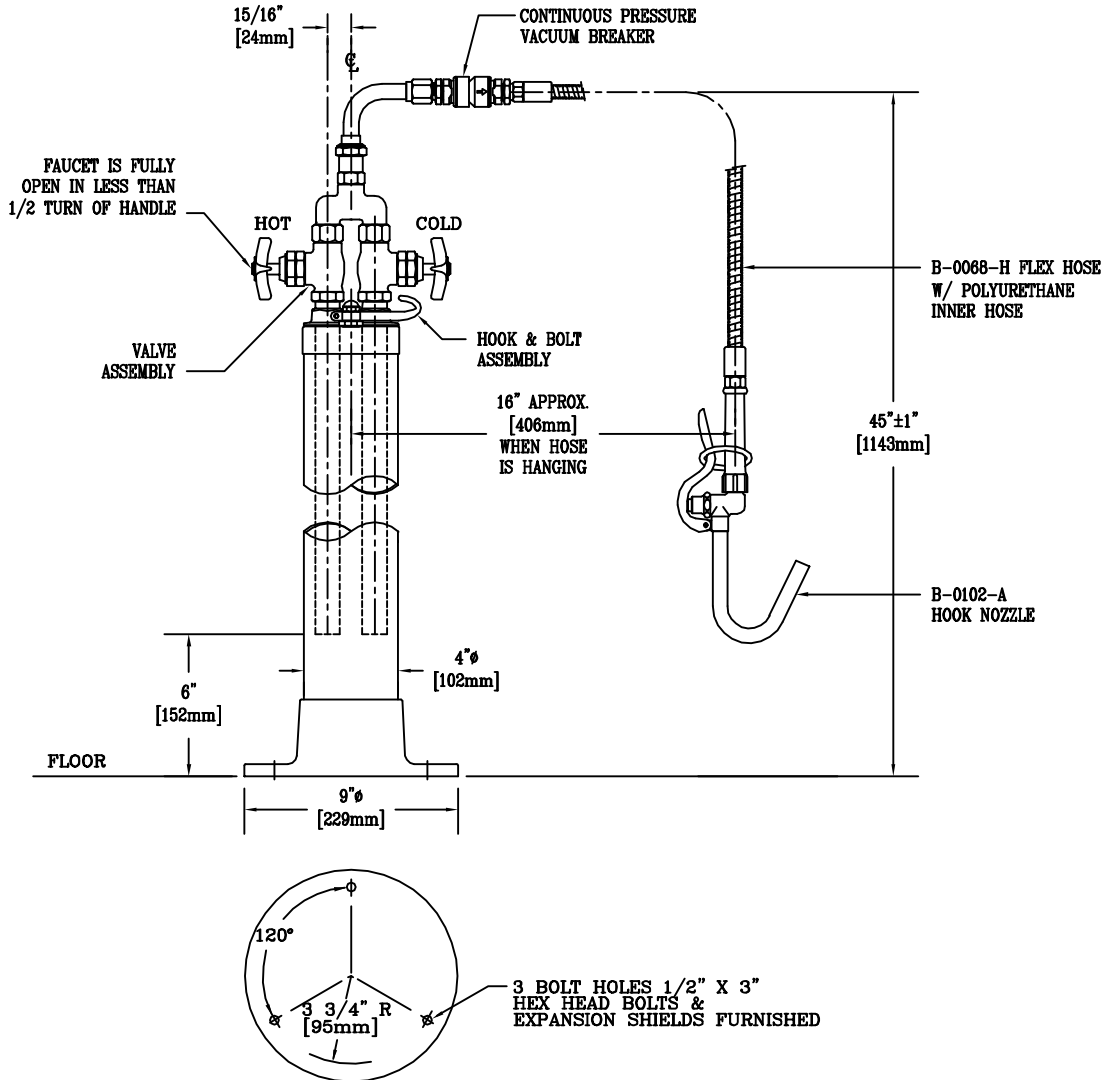 15/16"
[24mm]
℄
CONTINUOUS PRESSURE
VACUUM BREAKER
FAUCET IS FULLY
OPEN IN LESS THAN
1/2 TURN OF HANDLE
HOT
COLD
B-0068-H FLEX HOSE
W/ POLYURETHANE
INNER HOSE
VALVE
ASSEMBLY
HOOK & BOLT
ASSEMBLY
16" APPROX.
[406mm]
WHEN HOSE
IS HANGING
45"±1"
[1143mm]
B-0102-A
HOOK NOZZLE
4"ø
[102mm]
6"
[152mm]
FLOOR
9"ø
[229mm]
120°
3 3/4" R
[95mm]
3 BOLT HOLES 1/2" X 3"
HEX HEAD BOLTS &
EXPANSION SHIELDS FURNISHED